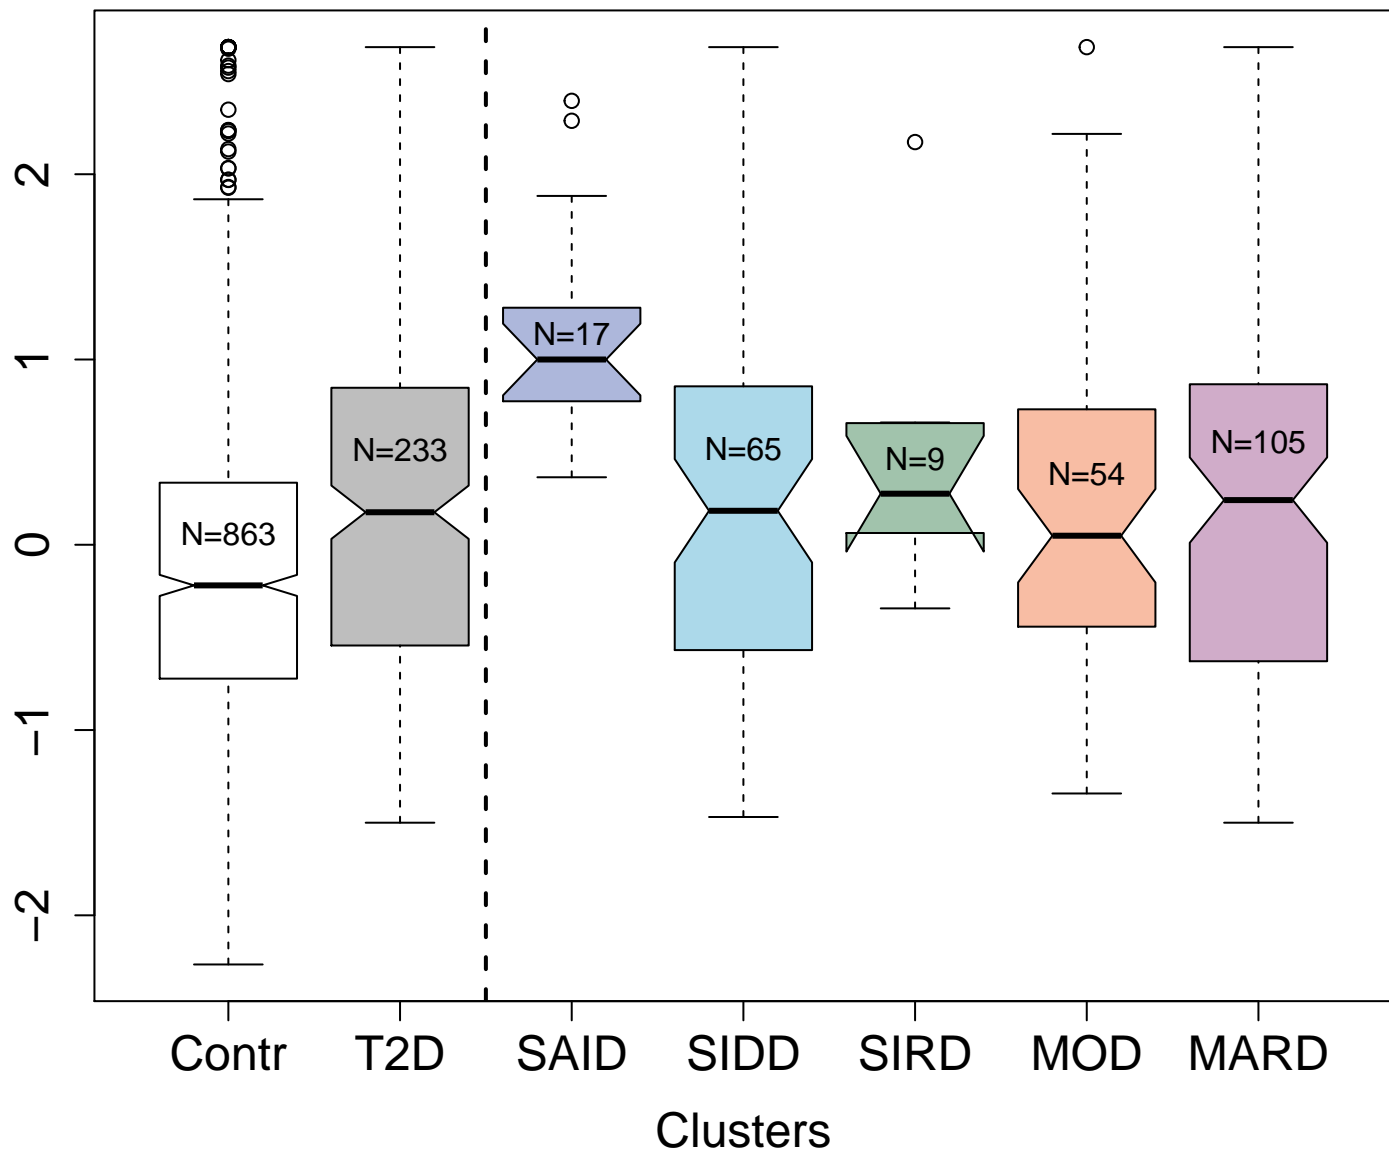 2
1
0
−1
−2
N=863
N=233
N=17
N=65
N=9
N=54
N=105
Contr T2D SAID SIDD SIRD MOD MARD
Clusters